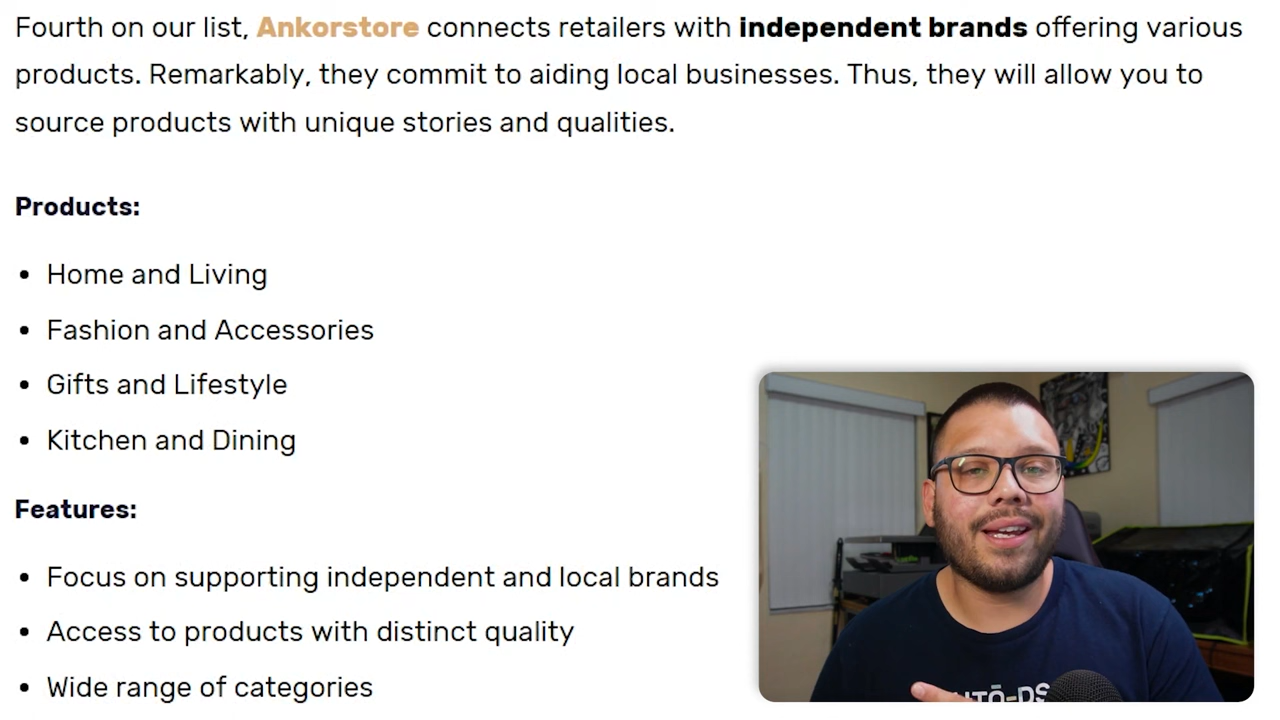 Fourth on our list, Ankorstore connects retailers with independent brands offering various
products. Remarkably, they commit to aiding local businesses. Thus, they will allow you to
source products with unique stories and qualities.
Products:
• Home and Living
• Fashion and Accessories
• Gifts and Lifestyle
• Kitchen and Dining
Features:
• Focus on supporting independent and local brands
• Access to products with distinct quality
• Wide range of categories